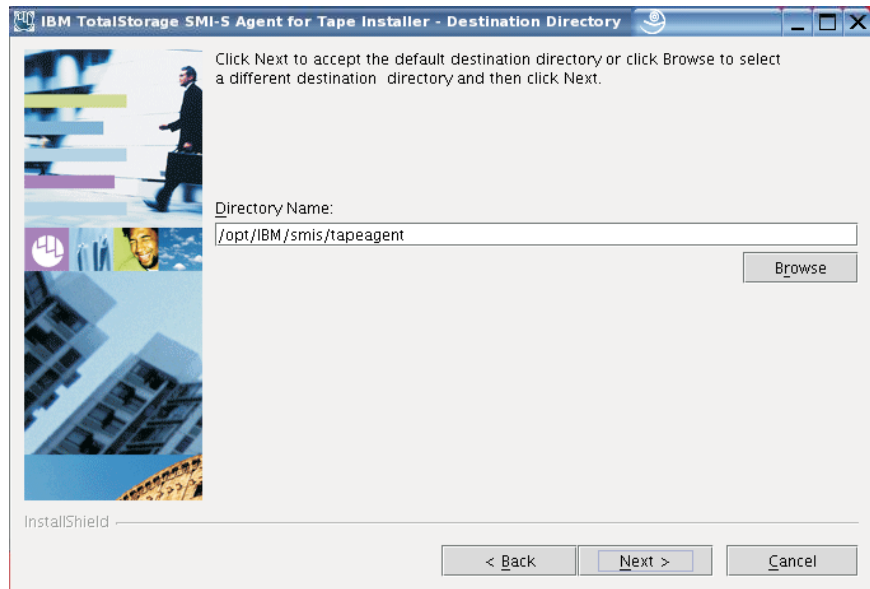 IBM TotalStorage SMI-S Agent for Tape Installer - Destination Directory
Click Next to accept the default destination directory or click Browse to select
a different destination  directory and then click Next.
Directory Name:
/opt/IBM/smis/tapeagent
Browse
InstallShield
< Back
Next >
Cancel